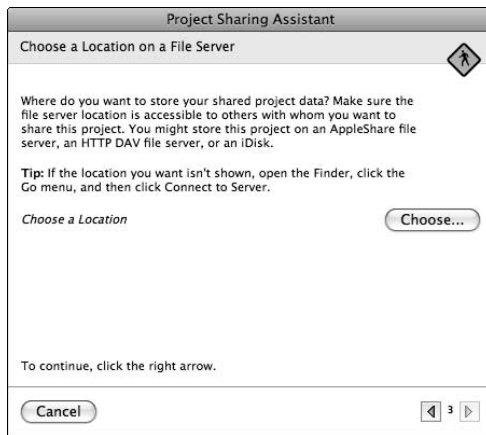 Project Sharing Assistant
Choose a Location on a File Server
Where do you want to store your shared project data? Make sure the
file server location is accessible to others with whom you want to
share this project. You might store this project on an AppleShare file
server, an HTTP DAV file server, or an iDisk.
Tip: If the location you want isn't shown, open the Finder, click the
Go menu, and then click Connect to Server.
Choose a Location
Choose...
To continue, click the right arrow.
Cancel
3